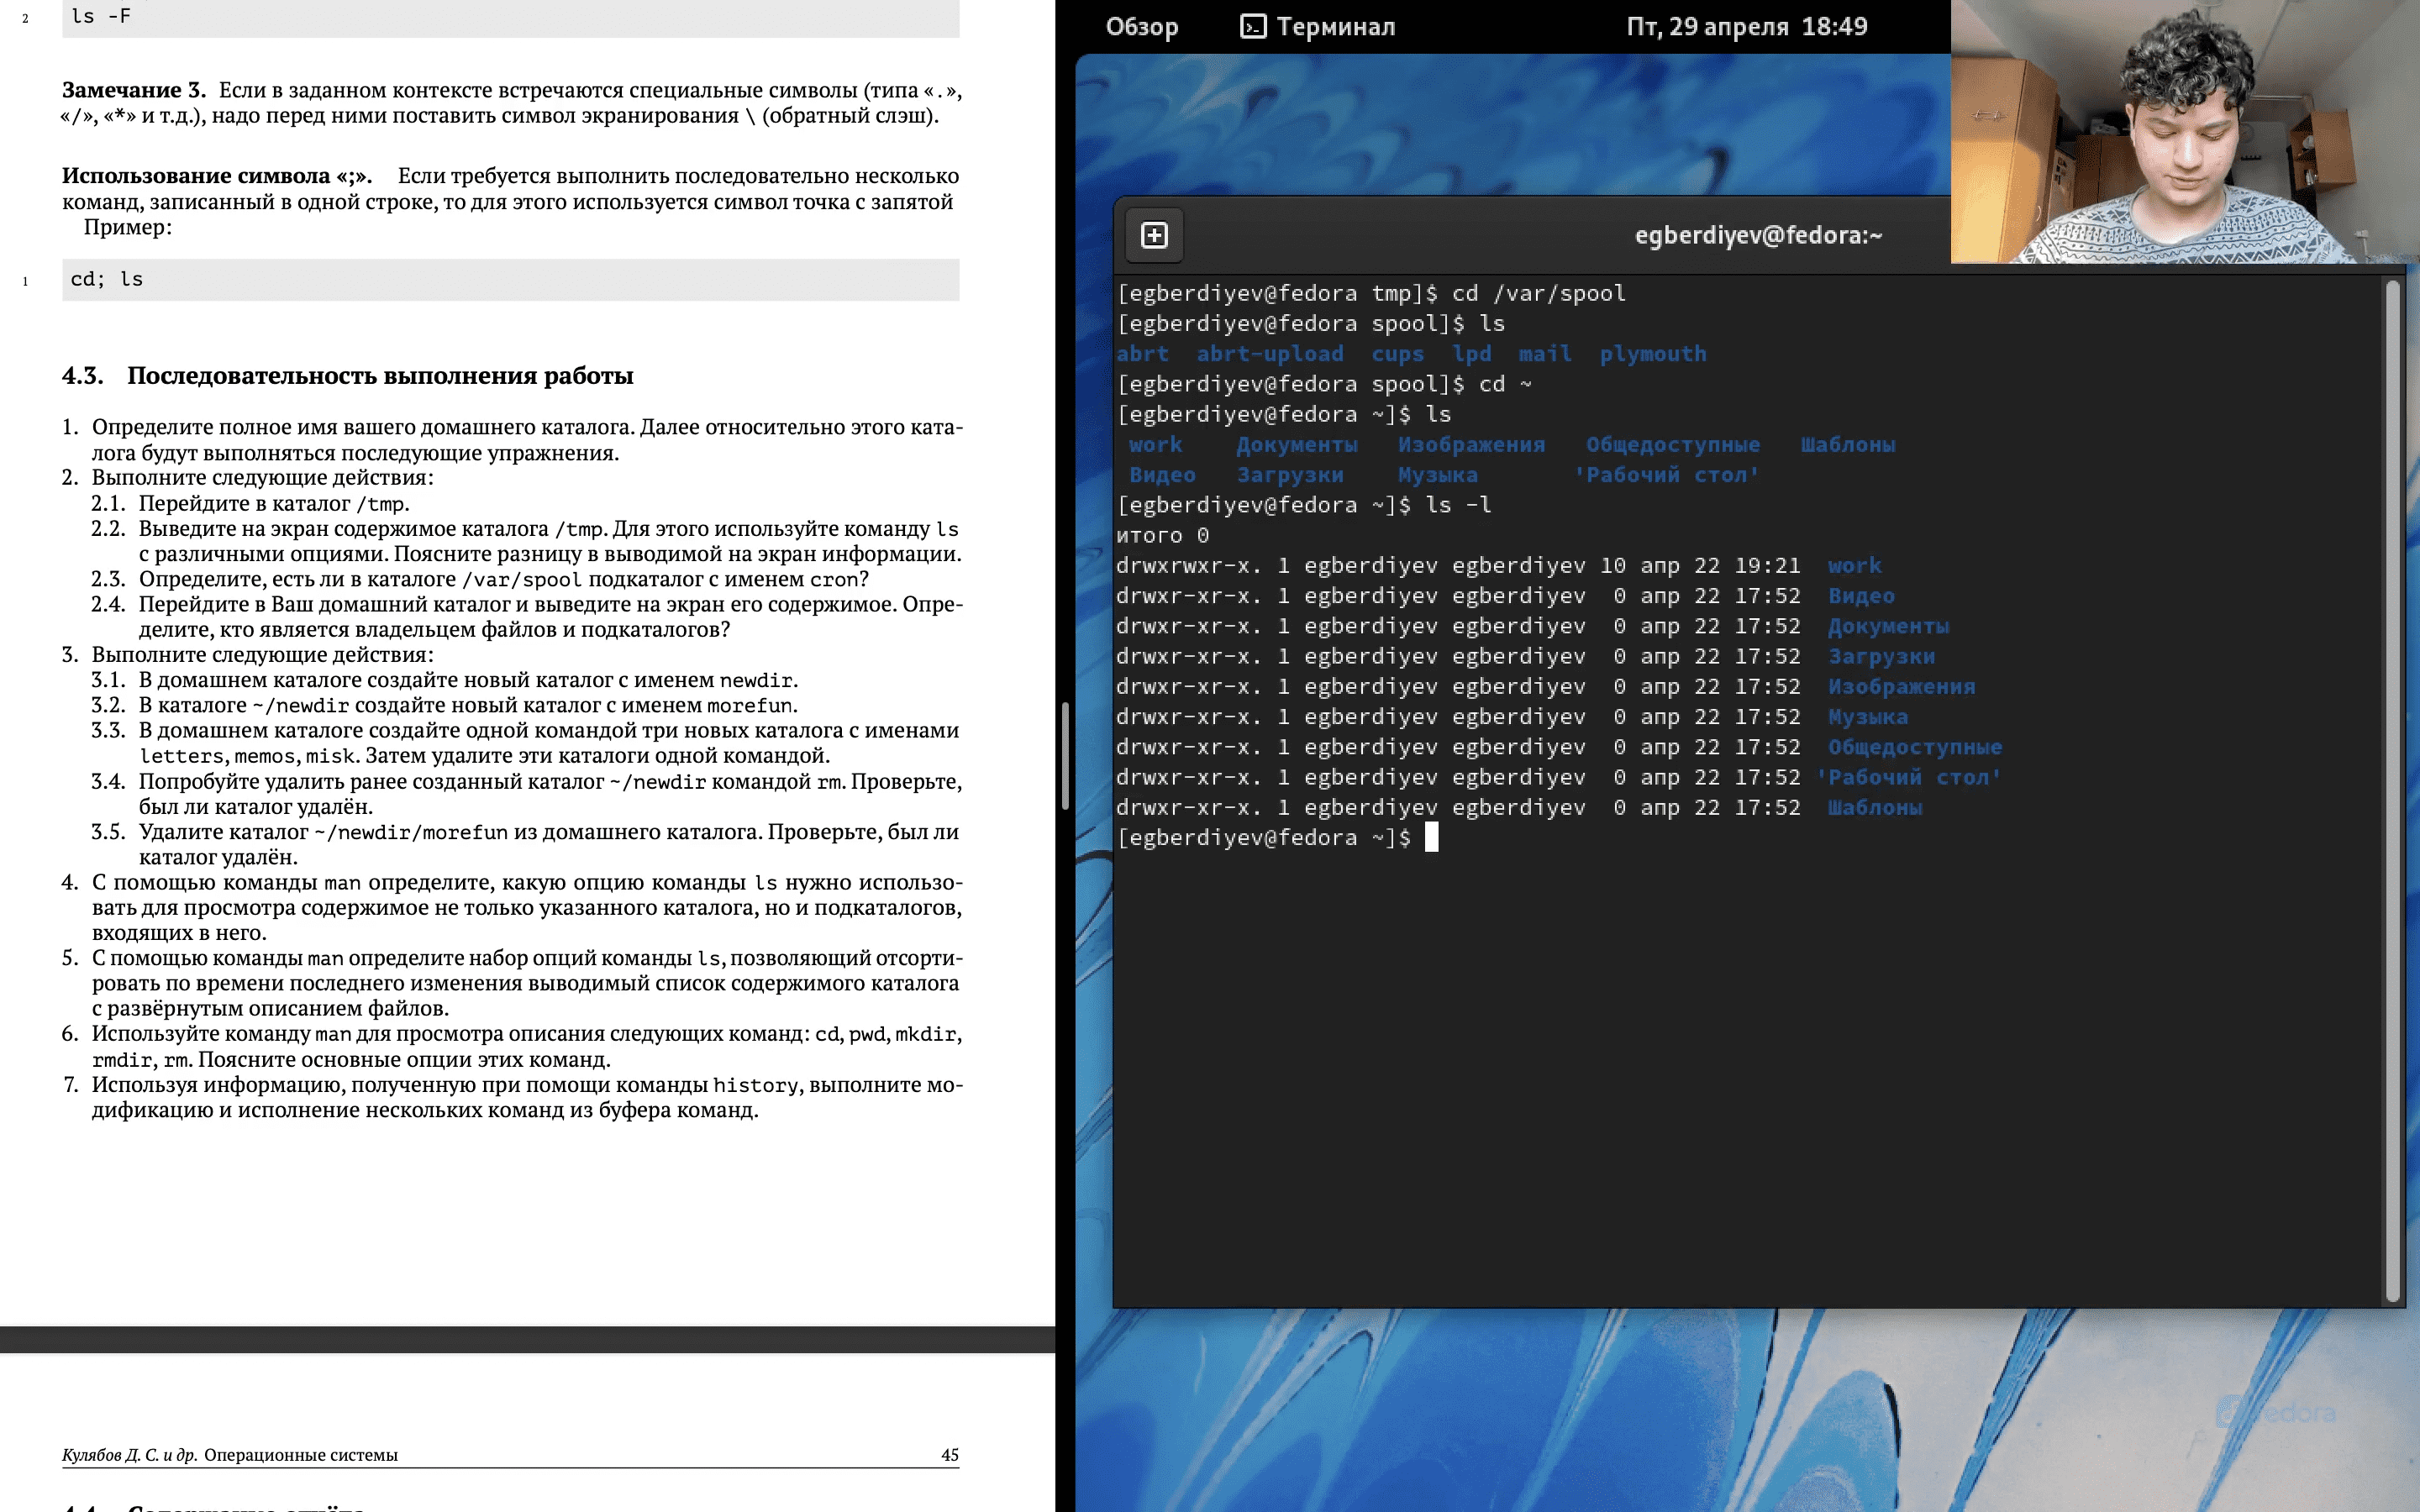 2 ls -F
Замечание 3. Если в заданном контексте встречаются специальные символы (типа «.»,
«/», «*» и т.д.), надо перед ними поставить символ экранирования \ (обратный слэш).
Использование символа «;». Если требуется выполнить последовательно несколько
команд, записанный в одной строке, то для этого используется символ точка с запятой
Пример:
1 cd; ls
4.3. Последовательность выполнения работы
1. Определите полное имя вашего домашнего каталога. Далее относительно этого ката-
лога будут выполняться последующие упражнения.
2. Выполните следующие действия:
2.1. Перейдите в каталог /tmp.
2.2. Выведите на экран содержимое каталога /tmp. Для этого используйте команду ls
с различными опциями. Поясните разницу в выводимой на экран информации.
2.3. Определите, есть ли в каталоге /var/spool подкаталог с именем cron?
2.4. Перейдите в Ваш домашний каталог и выведите на экран его содержимое. Опре-
делите, кто является владельцем файлов и подкаталогов?
3. Выполните следующие действия:
3.1. В домашнем каталоге создайте новый каталог с именем newdir.
3.2. В каталоге ~/newdir создайте новый каталог с именем morefun.
3.3. В домашнем каталоге создайте одной командой три новых каталога с именами
letters, memos, misk. Затем удалите эти каталоги одной командой.
3.4. Попробуйте удалить ранее созданный каталог ~/newdir командой rm. Проверьте,
был ли каталог удалён.
3.5. Удалите каталог ~/newdir/morefun из домашнего каталога. Проверьте, был ли
каталог удалён.
4. С помощью команды man определите, какую опцию команды ls нужно использо-
вать для просмотра содержимое не только указанного каталога, но и подкаталогов,
входящих в него.
5. С помощью команды man определите набор опций команды ls, позволяющий отсорти-
ровать по времени последнего изменения выводимый список содержимого каталога
с развёрнутым описанием файлов.
6. Используйте команду man для просмотра описания следующих команд: cd, pwd, mkdir,
rmdir, rm. Поясните основные опции этих команд.
7. Используя информацию, полученную при помощи команды history, выполните мо-
дификацию и исполнение нескольких команд из буфера команд.
Кулябов Д. С. и др. Операционные системы 45
4.4. Содержание отчёта
Обзор Терминал Пт, 29 апреля 18:49
egberdiyev@fedora:~
[egberdiyev@fedora tmp]$ cd /var/spool
[egberdiyev@fedora spool]$ ls
abrt abrt-upload cups lpd mail plymouth
[egberdiyev@fedora spool]$ cd ~
[egberdiyev@fedora ~]$ ls
work Документы Изображения Общедоступные Шаблоны
Видео Загрузки Музыка 'Рабочий стол'
[egberdiyev@fedora ~]$ ls -l
итого 0
drwxrwxr-x. 1 egberdiyev egberdiyev 10 апр 22 19:21 work
drwxr-xr-x. 1 egberdiyev egberdiyev 0 апр 22 17:52 Видео
drwxr-xr-x. 1 egberdiyev egberdiyev 0 апр 22 17:52 Документы
drwxr-xr-x. 1 egberdiyev egberdiyev 0 апр 22 17:52 Загрузки
drwxr-xr-x. 1 egberdiyev egberdiyev 0 апр 22 17:52 Изображения
drwxr-xr-x. 1 egberdiyev egberdiyev 0 апр 22 17:52 Музыка
drwxr-xr-x. 1 egberdiyev egberdiyev 0 апр 22 17:52 Общедоступные
drwxr-xr-x. 1 egberdiyev egberdiyev 0 апр 22 17:52 'Рабочий стол'
drwxr-xr-x. 1 egberdiyev egberdiyev 0 апр 22 17:52 Шаблоны
[egberdiyev@fedora ~]$
fedora